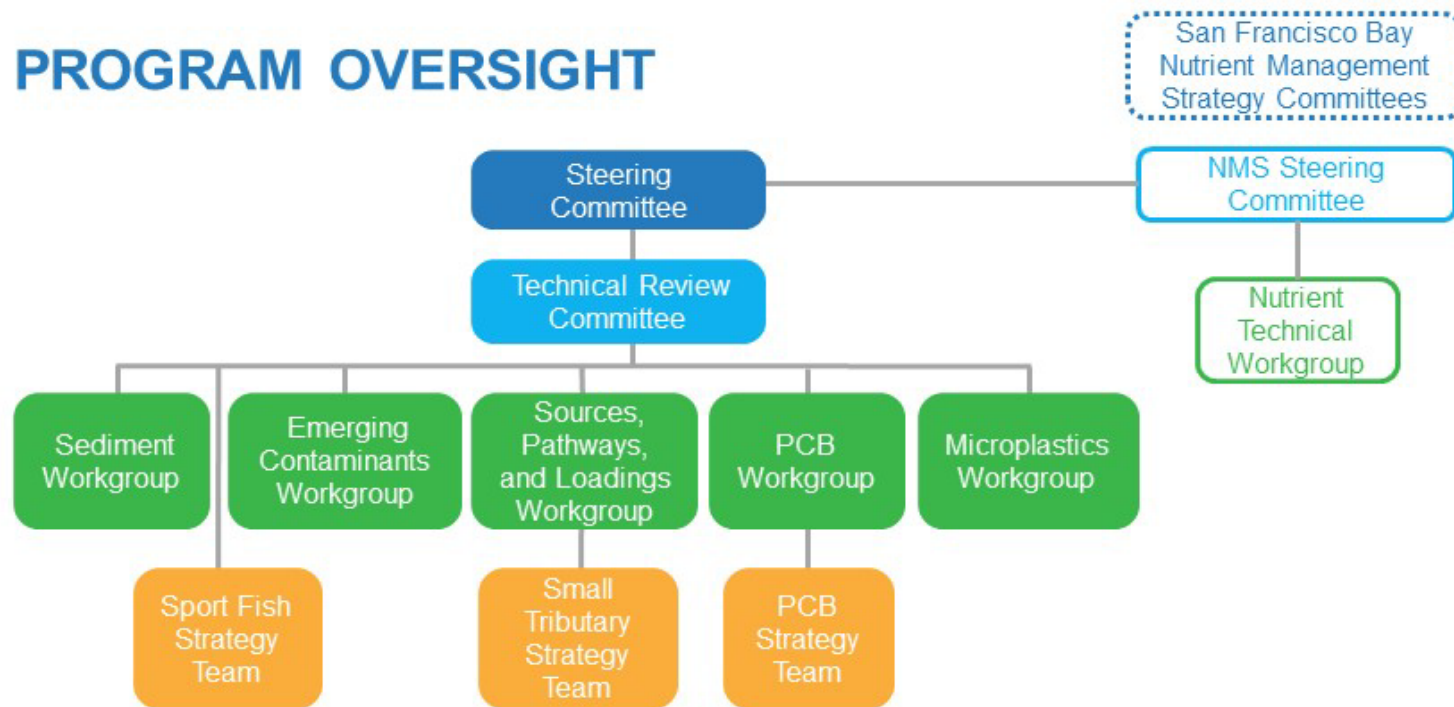 PROGRAM OVERSIGHT
San Francisco Bay
Nutrient Management
Strategy Committees
Steering
Committee
NMS Steering
Committee
Technical Review
Committee
Nutrient
Technical
Workgroup
Sediment
Workgroup
Emerging
Contaminants
Workgroup
Sources,
Pathways,
and Loadings
Workgroup
PCB
Workgroup
Microplastics
Workgroup
Sport Fish
Strategy
Team
Small
Tributary
Strategy
Team
PCB
Strategy
Team